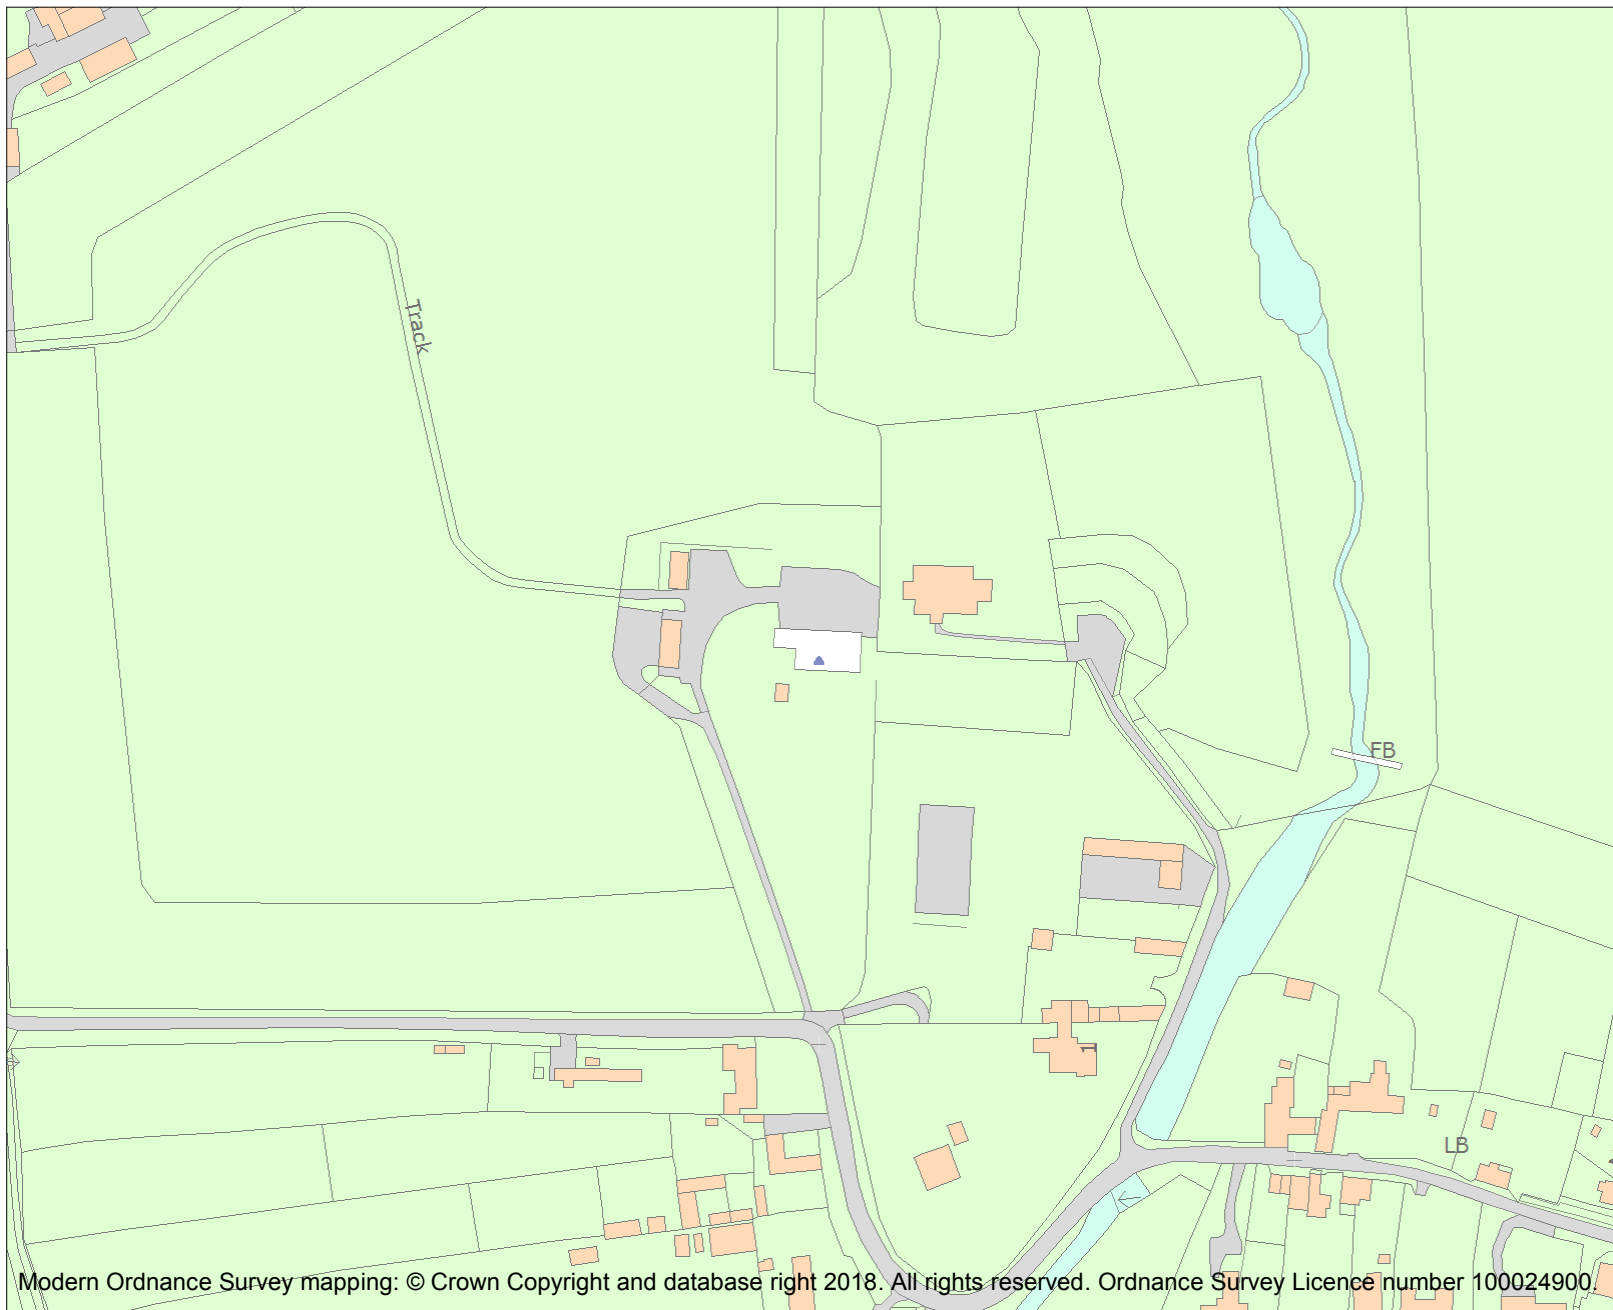 Track
FB
1
LB
Modern Ordnance Survey mapping: © Crown Copyright and database right 2018. All rights reserved. Ordnance Survey Licence number 100024900.